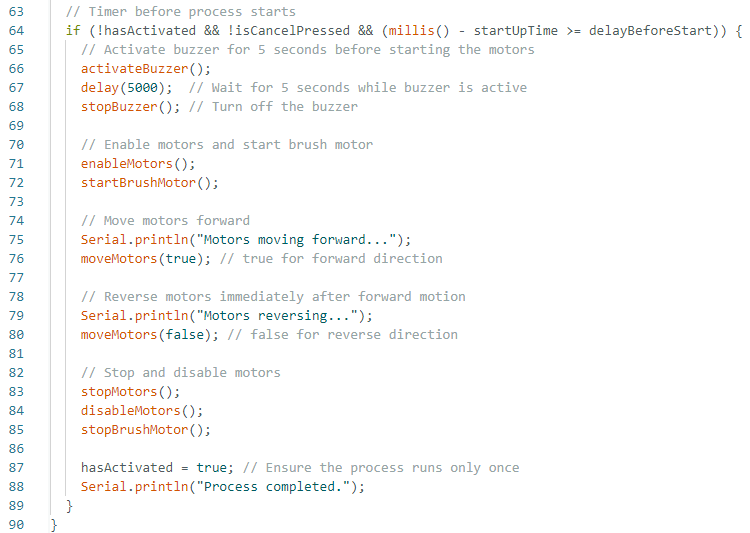 63 // Timer before process starts
64 if (!hasActivated && !isCancelPressed && (millis() - startUpTime >= delayBeforeStart)) {
65 // Activate buzzer for 5 seconds before starting the motors
66 activateBuzzer();
67 delay(5000); // Wait for 5 seconds while buzzer is active
68 stopBuzzer(); // Turn off the buzzer
69
70 // Enable motors and start brush motor
71 enableMotors();
72 startBrushMotor();
73
74 // Move motors forward
75 Serial.println("Motors moving forward...");
76 moveMotors(true); // true for forward direction
77
78 // Reverse motors immediately after forward motion
79 Serial.println("Motors reversing...");
80 moveMotors(false); // false for reverse direction
81
82 // Stop and disable motors
83 stopMotors();
84 disableMotors();
85 stopBrushMotor();
86
87 hasActivated = true; // Ensure the process runs only once
88 Serial.println("Process completed.");
89 }
90 }